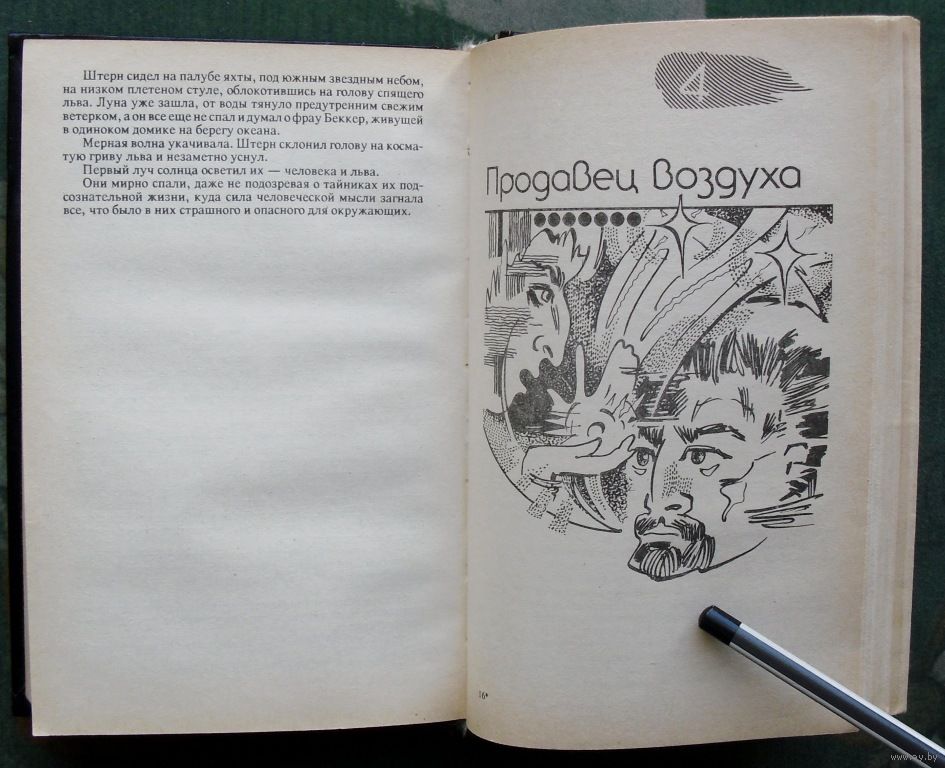 Штерн сидел на палубе яхты, под южным звездным небом,
на низком плетеном стуле, облокотившись на голову спящего
льва. Луна уже зашла, от воды тянуло предутренним свежим
ветерком, а он все еще не спал и думал о фрау Беккер, живущей
в одиноком домике на берегу океана.
Мерная волна укачивала. Штерн склонил голову на косма-
тую гриву льва и незаметно уснул.
Первый луч солнца осветил их — человека и льва.
Они мирно спали, даже не подозревая о тайниках их под-
сознательной жизни, куда сила человеческой мысли загнала
все, что было в них страшного и опасного для окружающих.
4
Продавец воздуха
16*
www.ay.by